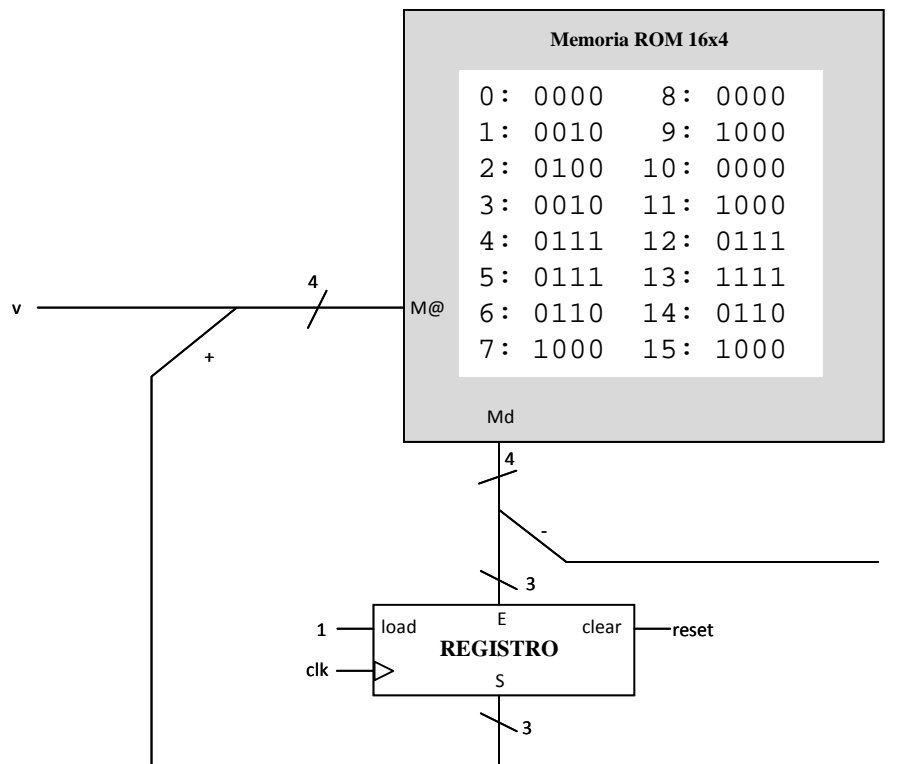 Memoria ROM 16x4
0: 0000 8: 0000
1: 0010 9: 1000
2: 0100 10: 0000
3: 0010 11: 1000
4: 0111 12: 0111
5: 0111 13: 1111
6: 0110 14: 0110
7: 1000 15: 1000
4
v
M@
+
Md
4
-
3
1
load
E
clear
reset
REGISTRO
clk
S
3